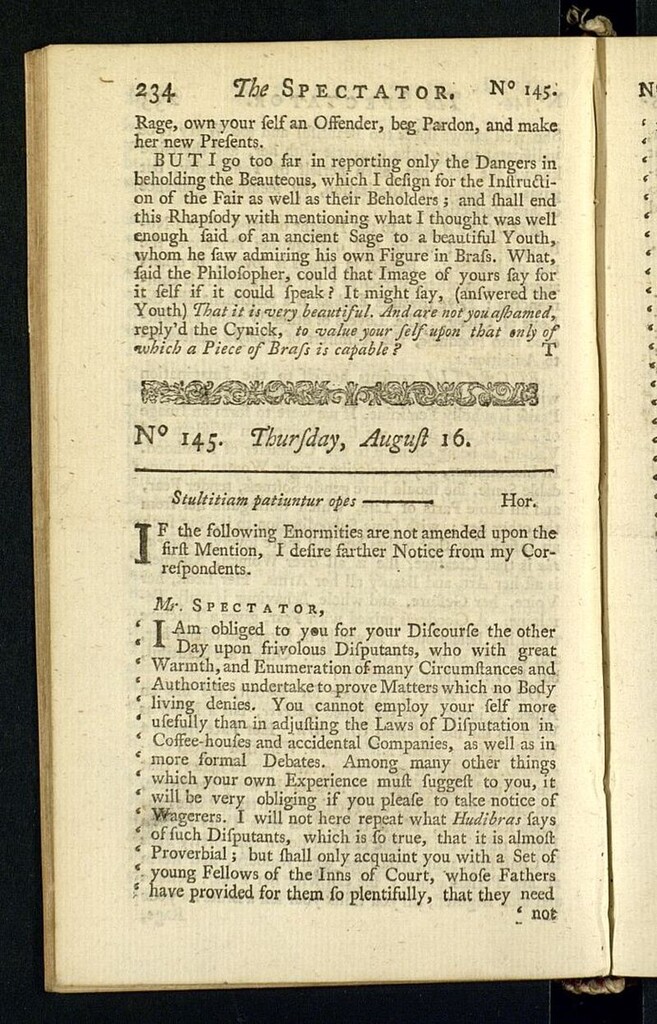 234 The SPECTATOR. Nº 145.
Rage, own your ſelf an Offender, beg Pardon, and make
her new Preſents.
BUT I go too far in reporting only the Dangers in
beholding the Beauteous, which I deſign for the Inſtructi-
on of the Fair as well as their Beholders; and ſhall end
this Rhapſody with mentioning what I thought was well
enough ſaid of an ancient Sage to a beautiful Youth,
whom he ſaw admiring his own Figure in Braſs. What,
ſaid the Philoſopher, could that Image of yours ſay for
it ſelf if it could ſpeak? It might ſay, (anſwered the
Youth) That it is very beautiful. And are not you aſhamed,
reply'd the Cynick, to value your ſelf upon that only of
which a Piece of Braſs is capable? T
Nº 145. Thurſday, Auguſt 16.
Stultitiam patiuntur opes —— Hor.
IF the following Enormities are not amended upon the
firſt Mention, I deſire farther Notice from my Cor-
reſpondents.
Mr. SPECTATOR,
‘ I Am obliged to you for your Diſcourſe the other
‘ Day upon frivolous Diſputants, who with great
‘ Warmth, and Enumeration of many Circumſtances and
‘ Authorities undertake to prove Matters which no Body
‘ living denies. You cannot employ your ſelf more
‘ uſefully than in adjuſting the Laws of Diſputation in
‘ Coffee-houſes and accidental Companies, as well as in
‘ more formal Debates. Among many other things
‘ which your own Experience muſt ſuggeſt to you, it
‘ will be very obliging if you pleaſe to take notice of
‘ Wagerers. I will not here repeat what Hudibras ſays
‘ of ſuch Diſputants, which is ſo true, that it is almoſt
‘ Proverbial; but ſhall only acquaint you with a Set of
‘ young Fellows of the Inns of Court, whoſe Fathers
‘ have provided for them ſo plentifully, that they need
‘ not
N